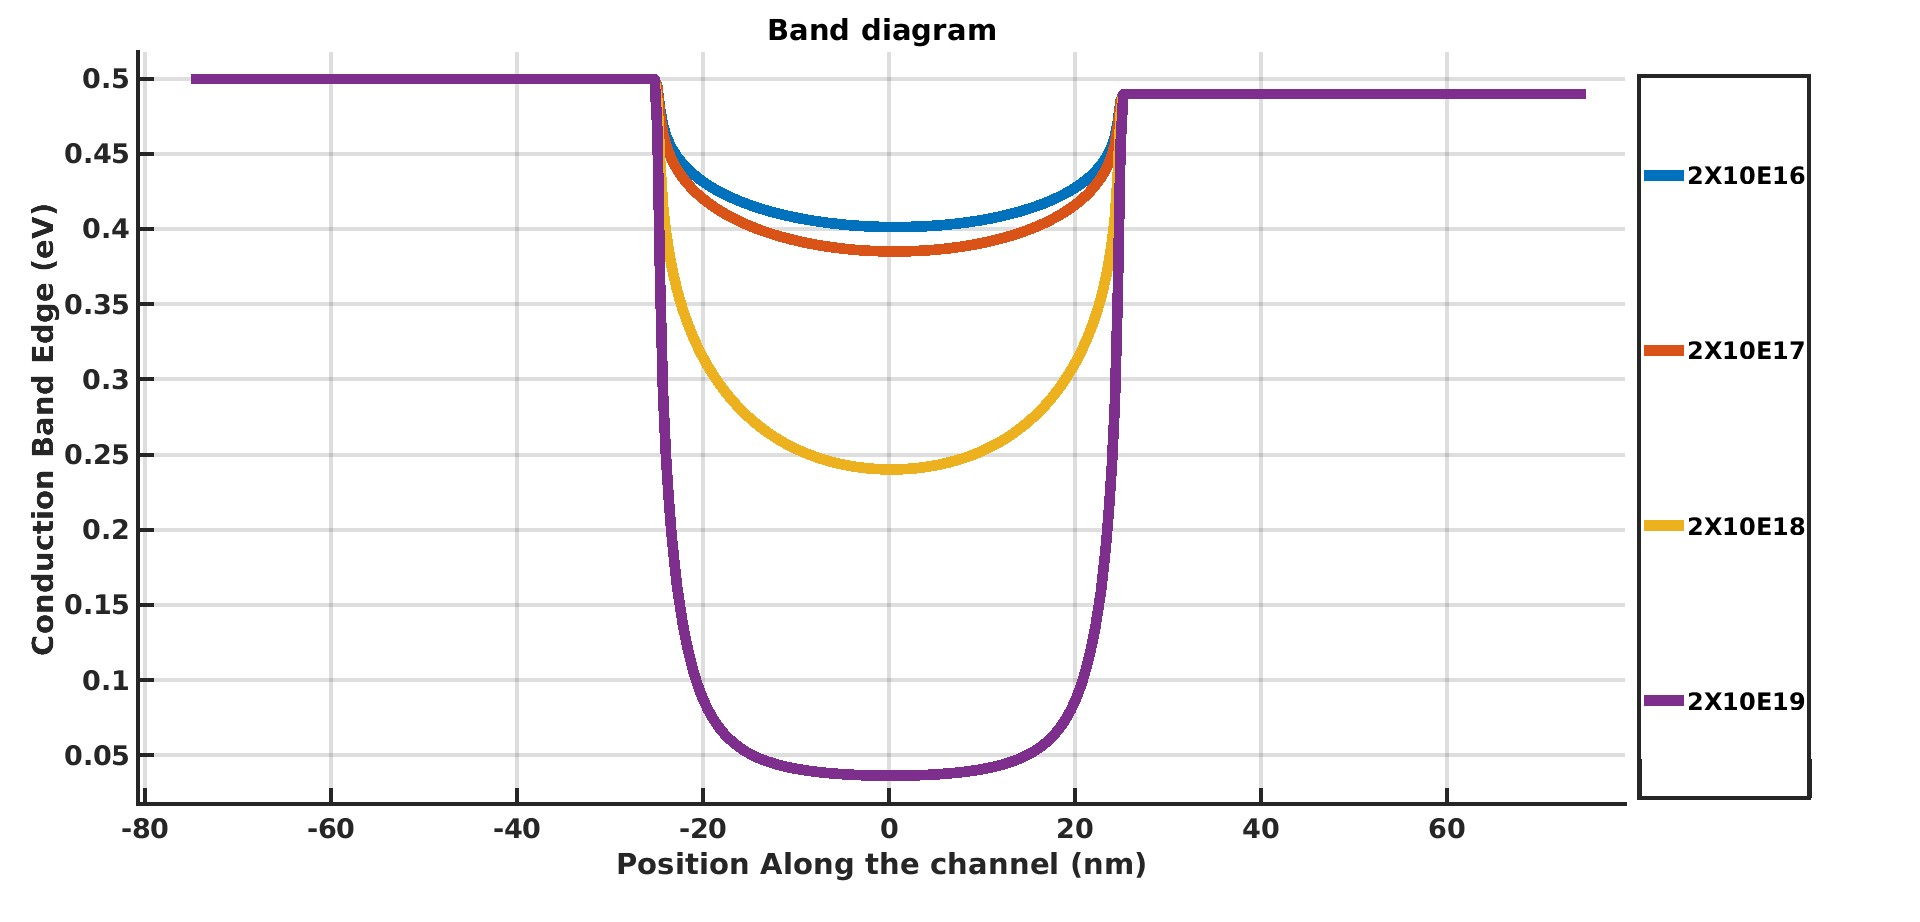 Band diagram
Conduction Band Edge (eV)
0.5
0.45
0.4
0.35
0.3
0.25
0.2
0.15
0.1
0.05
-80 -60 -40 -20 0 20 40 60
Position Along the channel (nm)
2X10E16
2X10E17
2X10E18
2X10E19